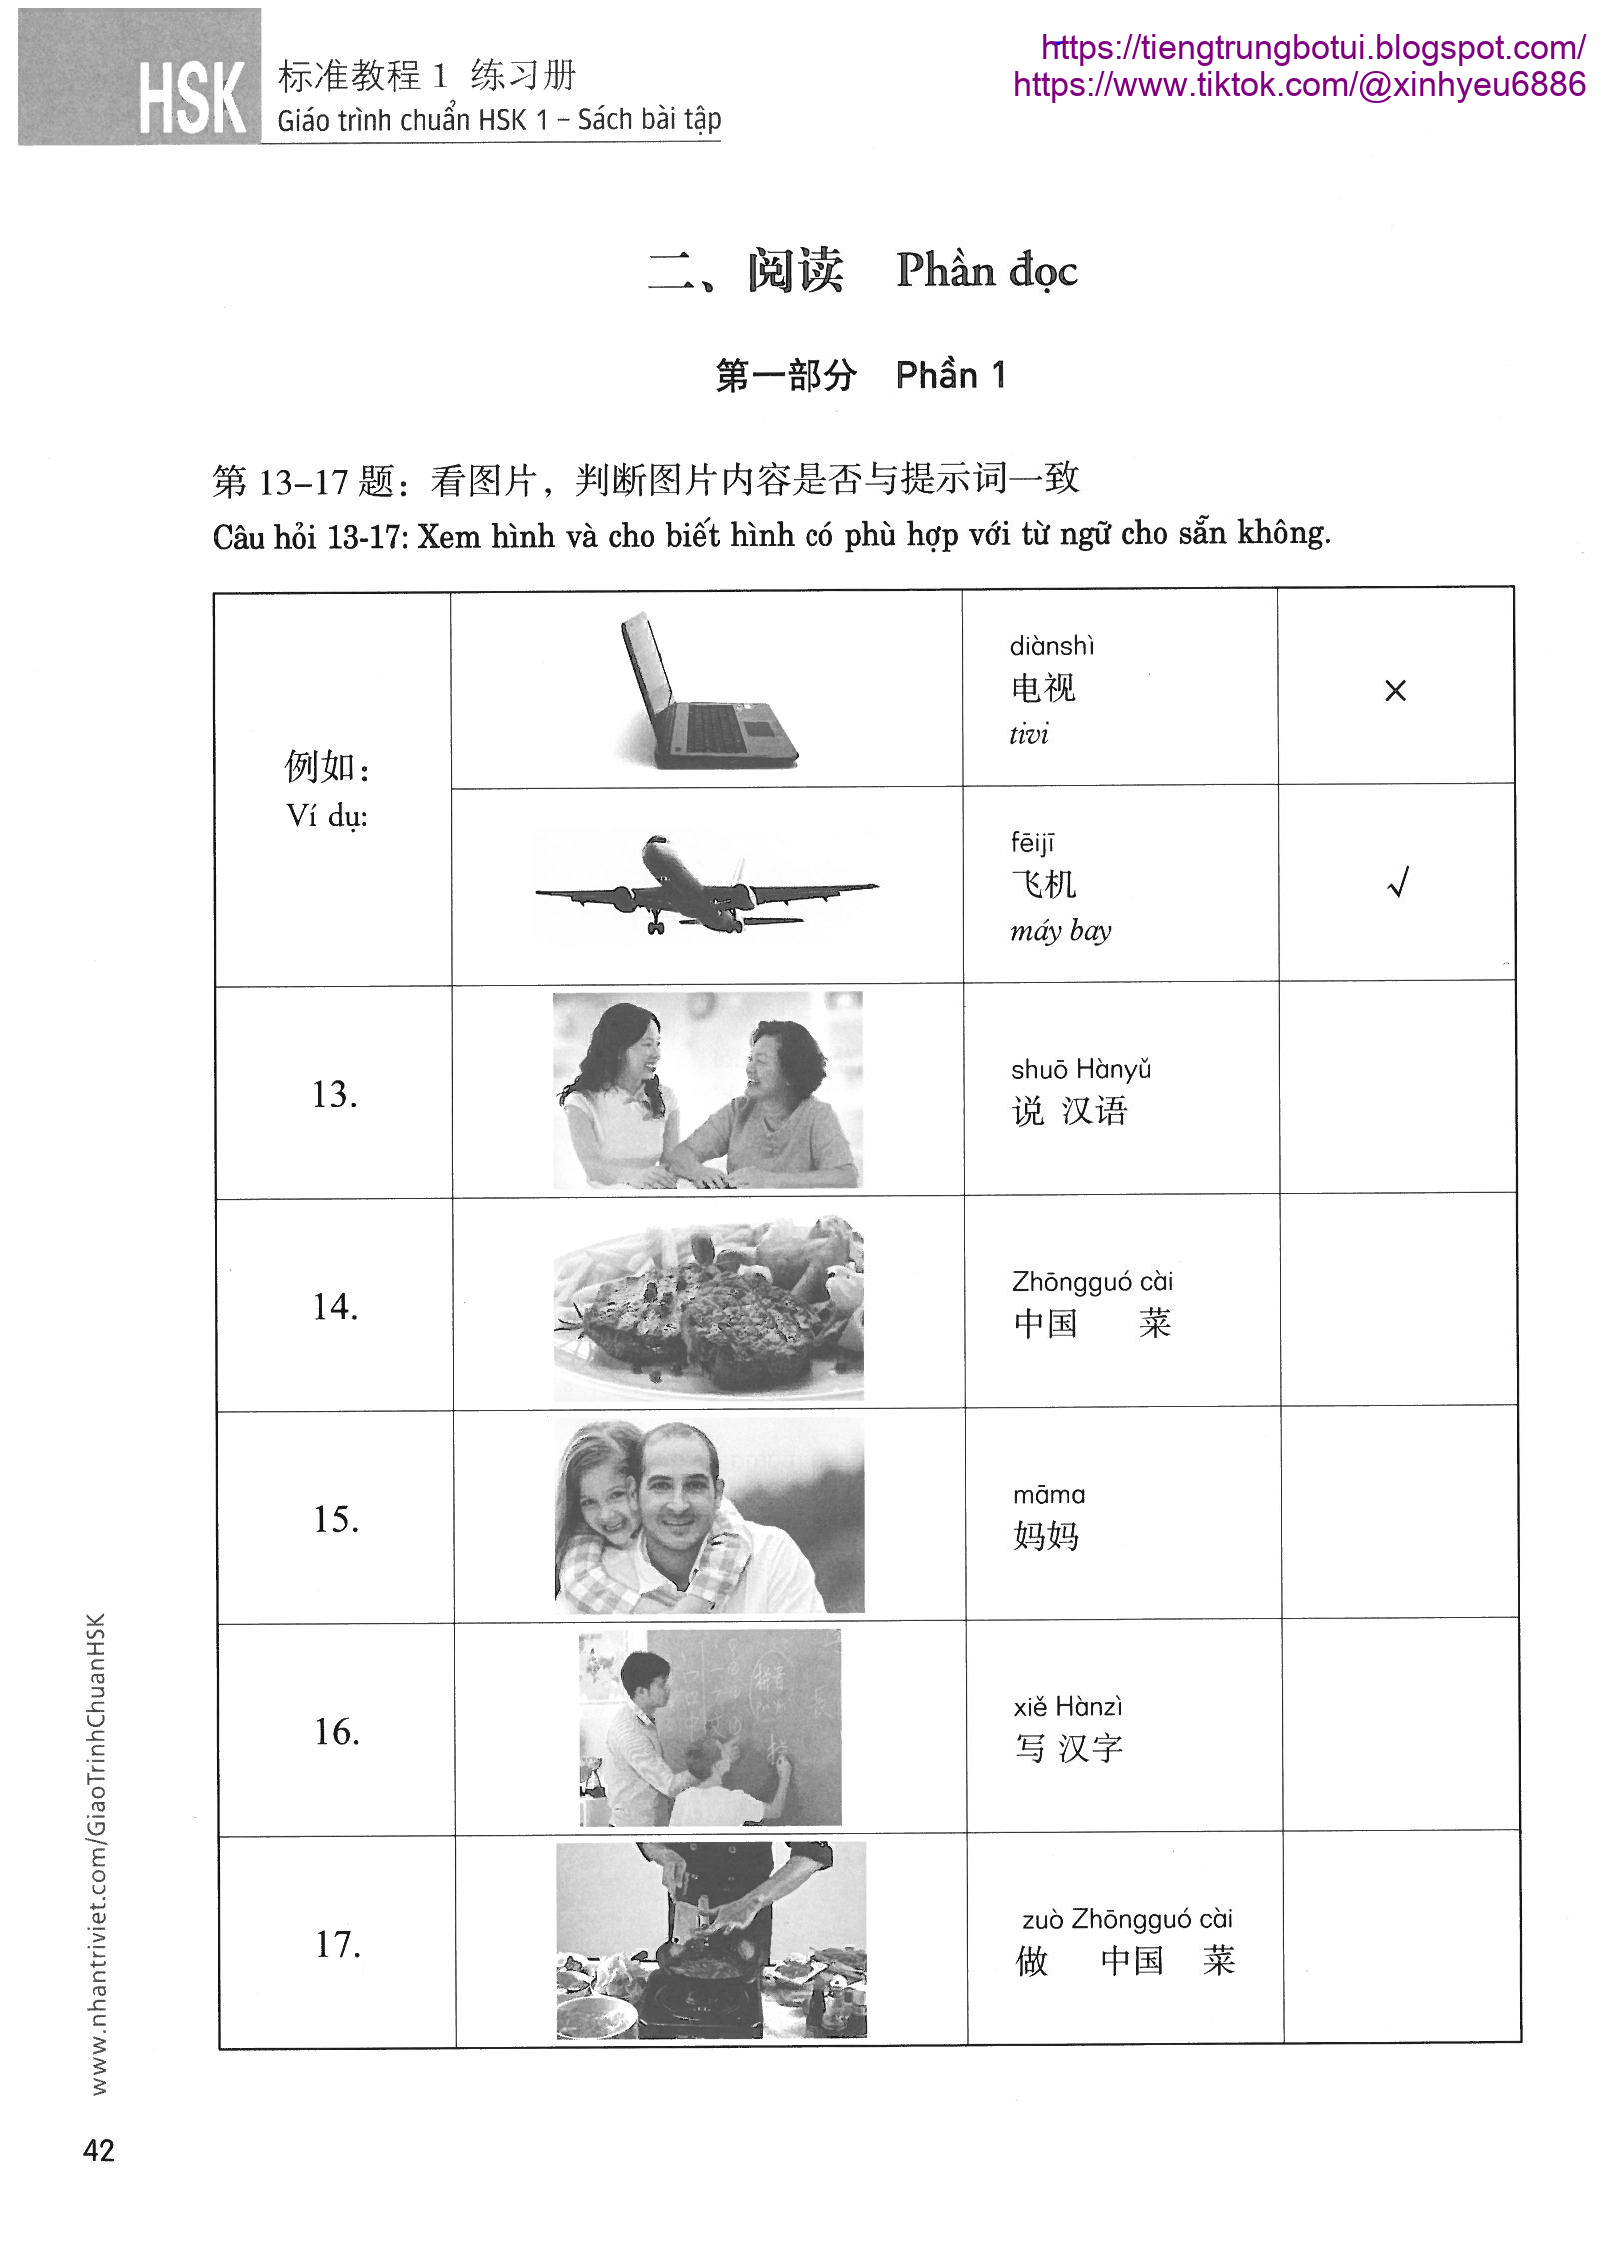 https://tiengtrungbotui.blogspot.com/
https://www.tiktok.com/@xinhyeu6886
HSK 标准教程 1 练习册
Giáo trình chuẩn HSK 1 – Sách bài tập
二、阅读 Phần đọc
第一部分 Phần 1
第 13–17 题：看图片，判断图片内容是否与提示词一致
Câu hỏi 13-17: Xem hình và cho biết hình có phù hợp với từ ngữ cho sẵn không.
例如：
Ví dụ:
diànshì
电视
tivi
×
fēijī
飞机
máy bay
√
13.
shuō Hànyǔ
说 汉语
14.
Zhōngguó cài
中国 菜
15.
māma
妈妈
16.
xiě Hànzì
写 汉字
17.
zuò Zhōngguó cài
做 中国 菜
www.nhantriviet.com/GiaoTrinhChuanHSK
42